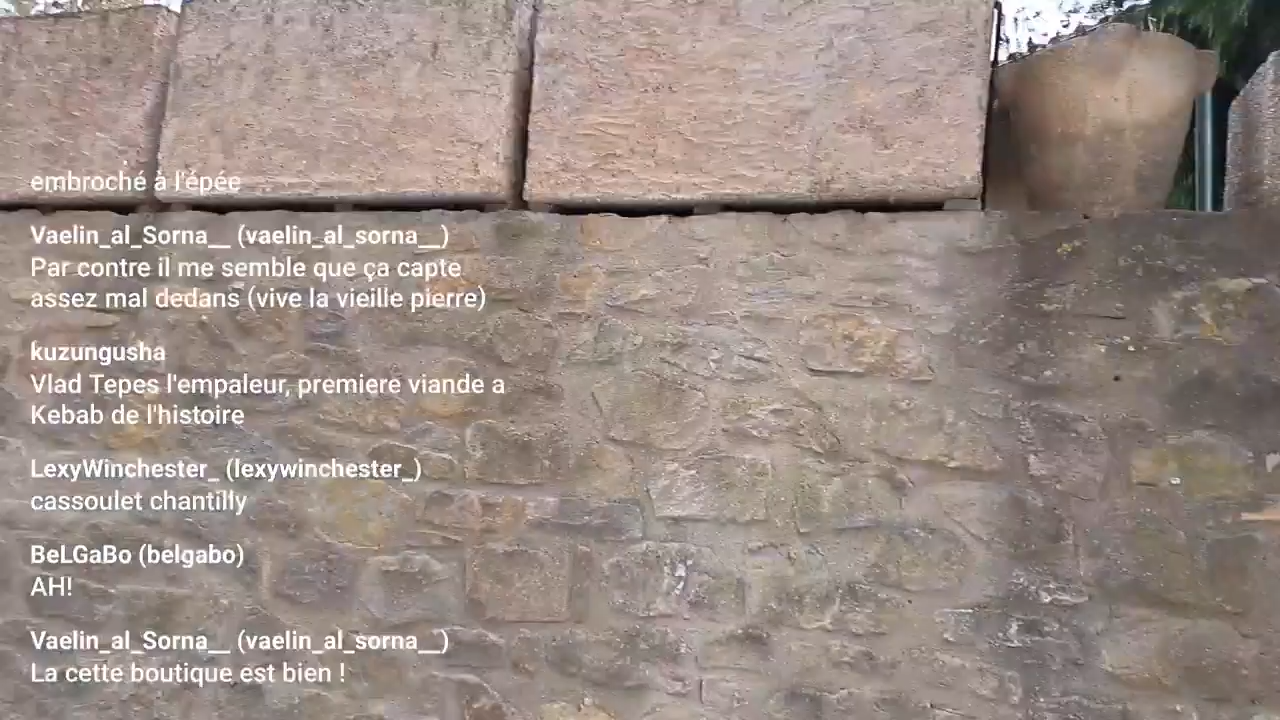 embroché à l'épée
Vaelin_al_Sorna__ (vaelin_al_sorna__)
Par contre il me semble que ça capte
assez mal dedans (vive la vieille pierre)
kuzungusha
Vlad Tepes l'empaleur, premiere viande a
Kebab de l'histoire
LexyWinchester_ (lexywinchester_)
cassoulet chantilly
BeLGaBo (belgabo)
AH!
Vaelin_al_Sorna__ (vaelin_al_sorna__)
La cette boutique est bien !